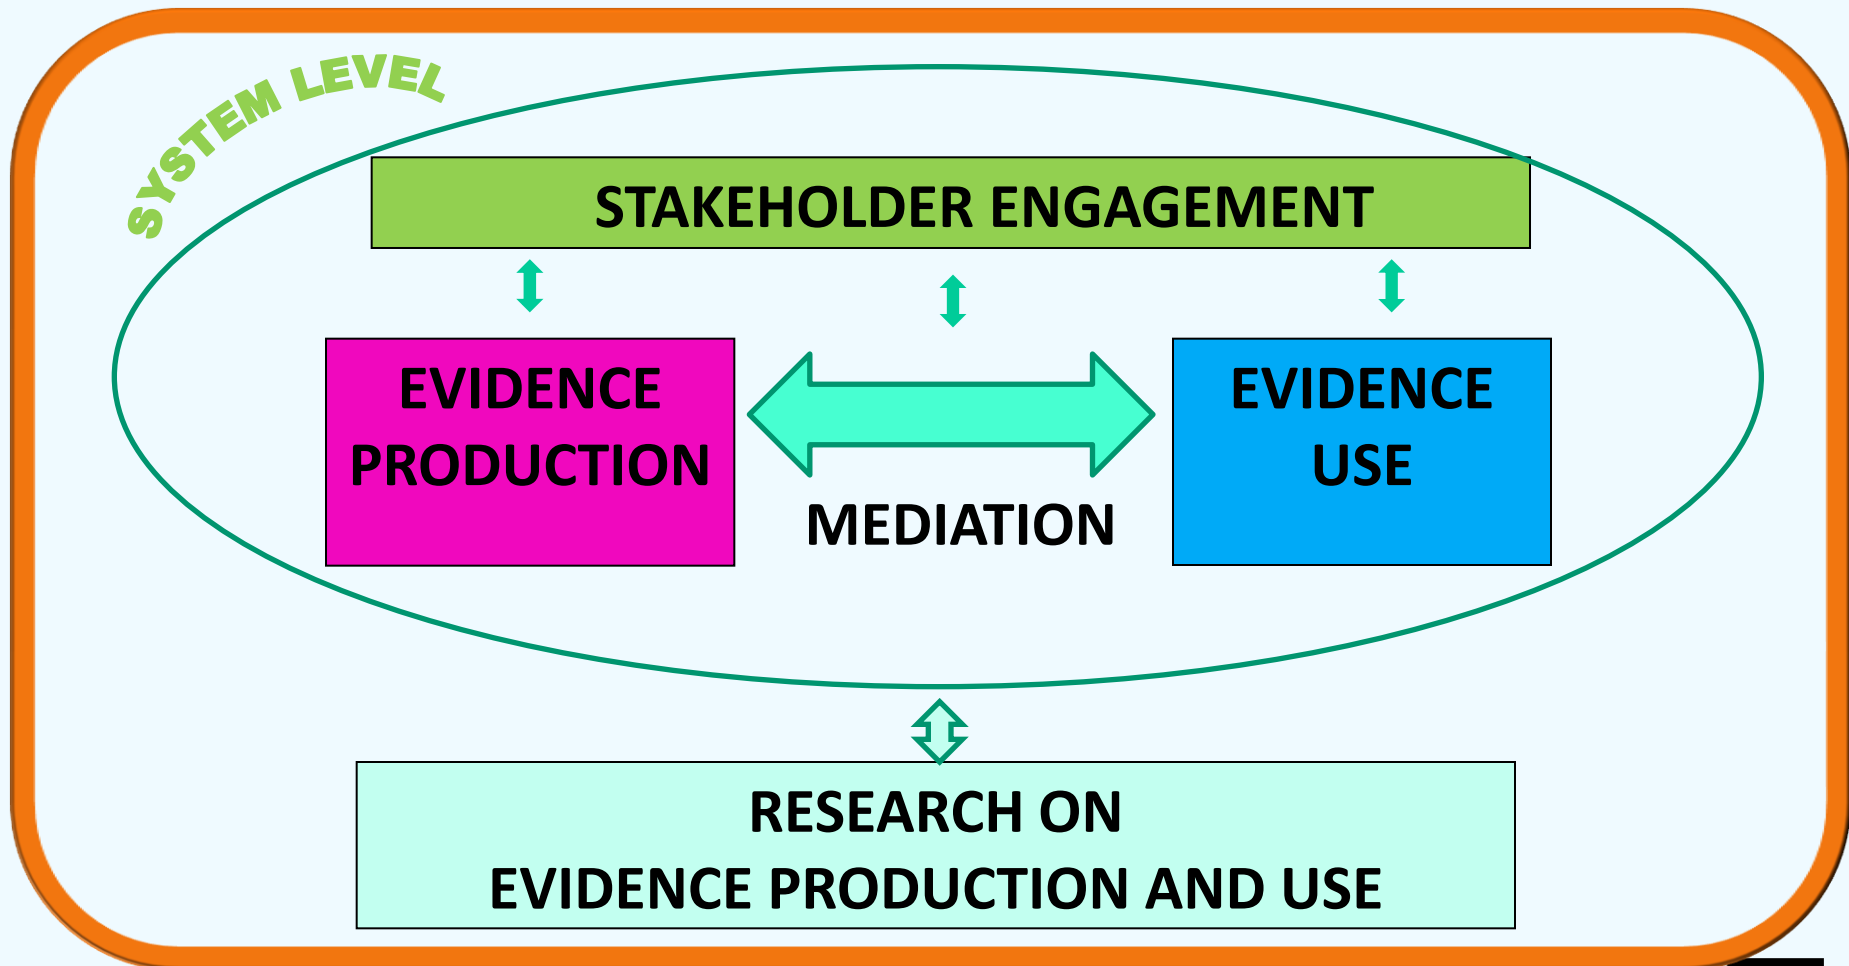 SYSTEM LEVEL
STAKEHOLDER ENGAGEMENT
EVIDENCE
PRODUCTION
MEDIATION
EVIDENCE
USE
RESEARCH ON
EVIDENCE PRODUCTION AND USE